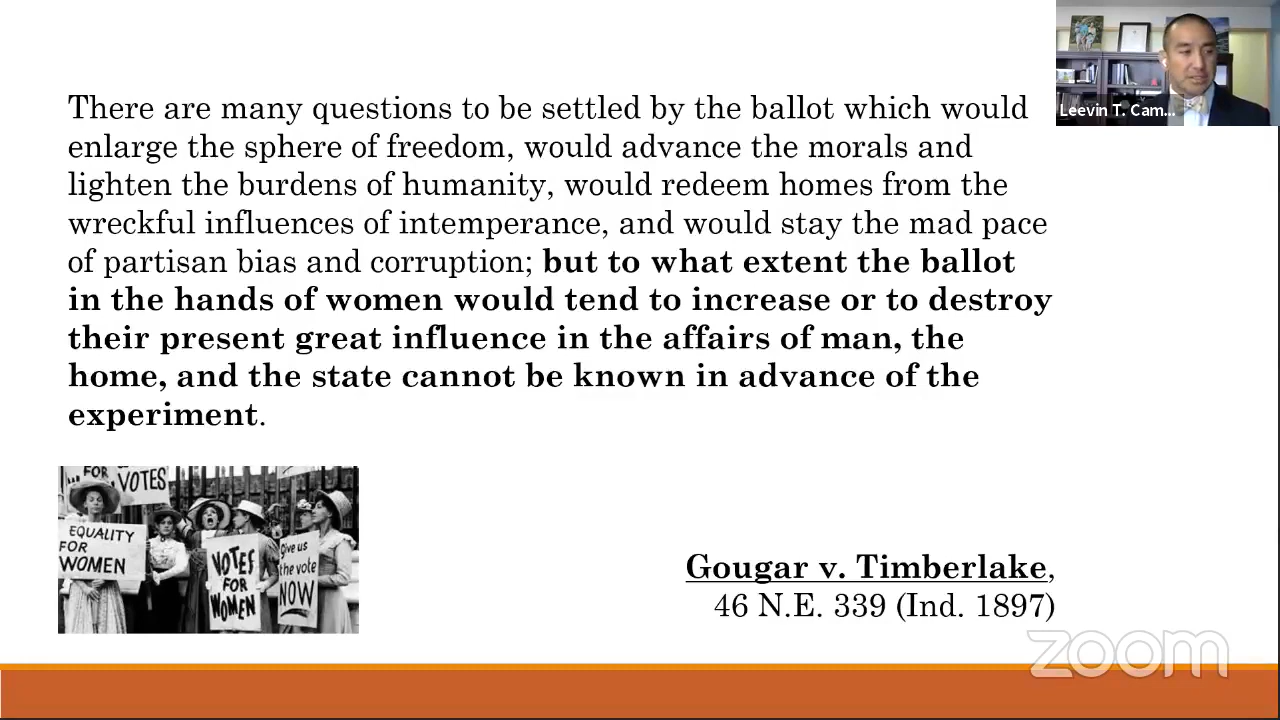 There are many questions to be settled by the ballot which would
enlarge the sphere of freedom, would advance the morals and
lighten the burdens of humanity, would redeem homes from the
wreckful influences of intemperance, and would stay the mad pace
of partisan bias and corruption; but to what extent the ballot
in the hands of women would tend to increase or to destroy
their present great influence in the affairs of man, the
home, and the state cannot be known in advance of the
experiment.
Leevin T. Cam...
FOR
VOTES
EQUALITY
FOR
WOMEN
VOTES
FOR
WOMEN
Give us
the vote
NOW
Gougar v. Timberlake,
46 N.E. 339 (Ind. 1897)
zoom